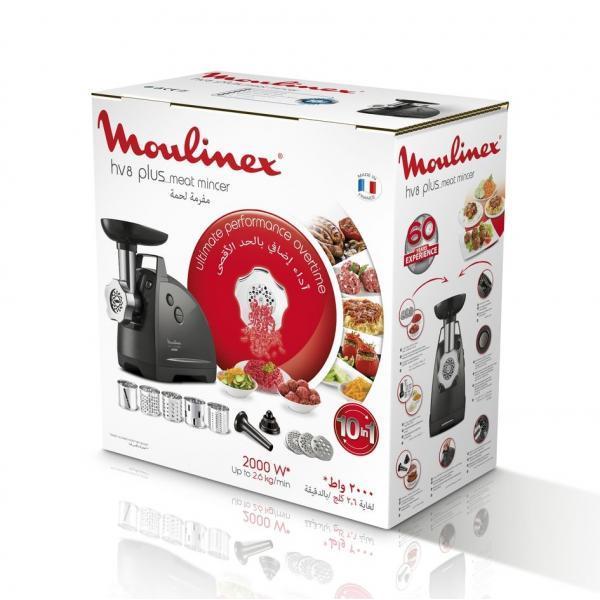 Moulinex
hv8 plus meat mincer
مفرمة لحمة
MADE IN
FRANCE
ultimate performance overtime
أداء إضافي بالحد الأقصى
10 in 1
2000 W*
Up to 2.6 kg/min
٢٠٠٠ واط*
لغاية ٢,٦ كلج /بالدقيقة
Moulinex
hv8 plus meat mincer
60
YEARS
EXPERIENCE